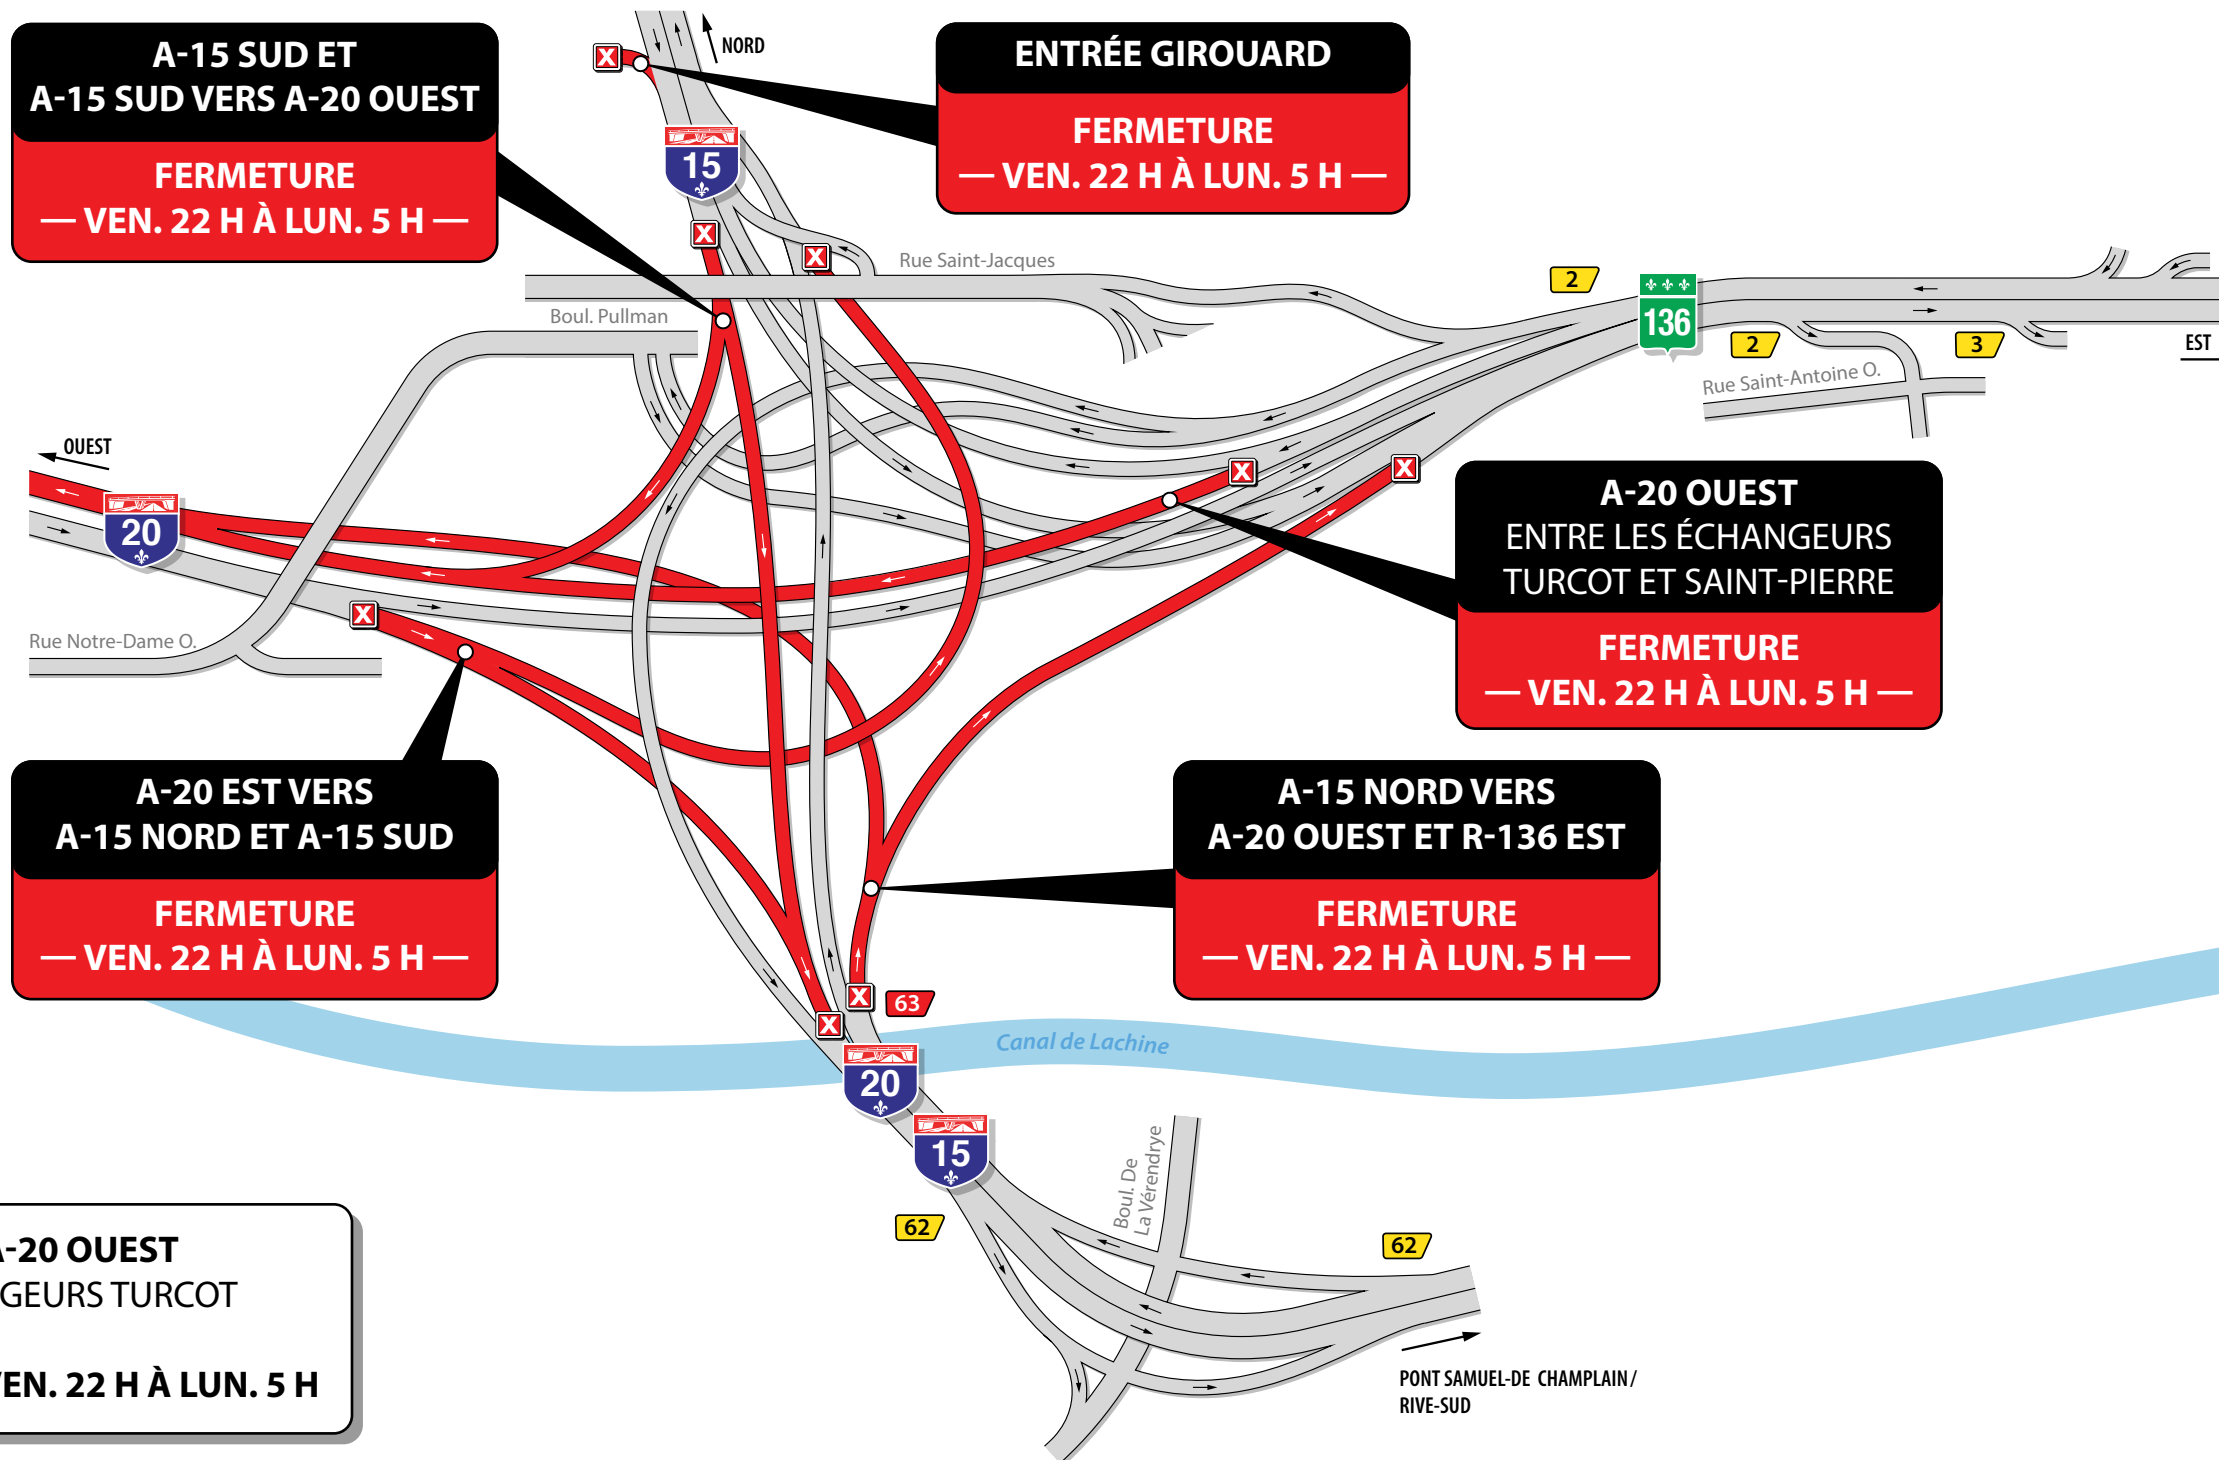 A-15 SUD ET
A-15 SUD VERS A-20 OUEST
FERMETURE
— VEN. 22 H À LUN. 5 H —
NORD
ENTRÉE GIROUARD
FERMETURE
— VEN. 22 H À LUN. 5 H —
15
Rue Saint-Jacques
Boul. Pullman
2
136
2
3
EST
Rue Saint-Antoine O.
OUEST
20
Rue Notre-Dame O.
A-20 OUEST
ENTRE LES ÉCHANGEURS
TURCOT ET SAINT-PIERRE
FERMETURE
— VEN. 22 H À LUN. 5 H —
A-20 EST VERS
A-15 NORD ET A-15 SUD
FERMETURE
— VEN. 22 H À LUN. 5 H —
A-15 NORD VERS
A-20 OUEST ET R-136 EST
FERMETURE
— VEN. 22 H À LUN. 5 H —
63
Canal de Lachine
20
15
Boul. De
La Vérendrye
62
62
PONT SAMUEL-DE CHAMPLAIN/
RIVE-SUD
-20 OUEST
GEURS TURCOT
EN. 22 H À LUN. 5 H